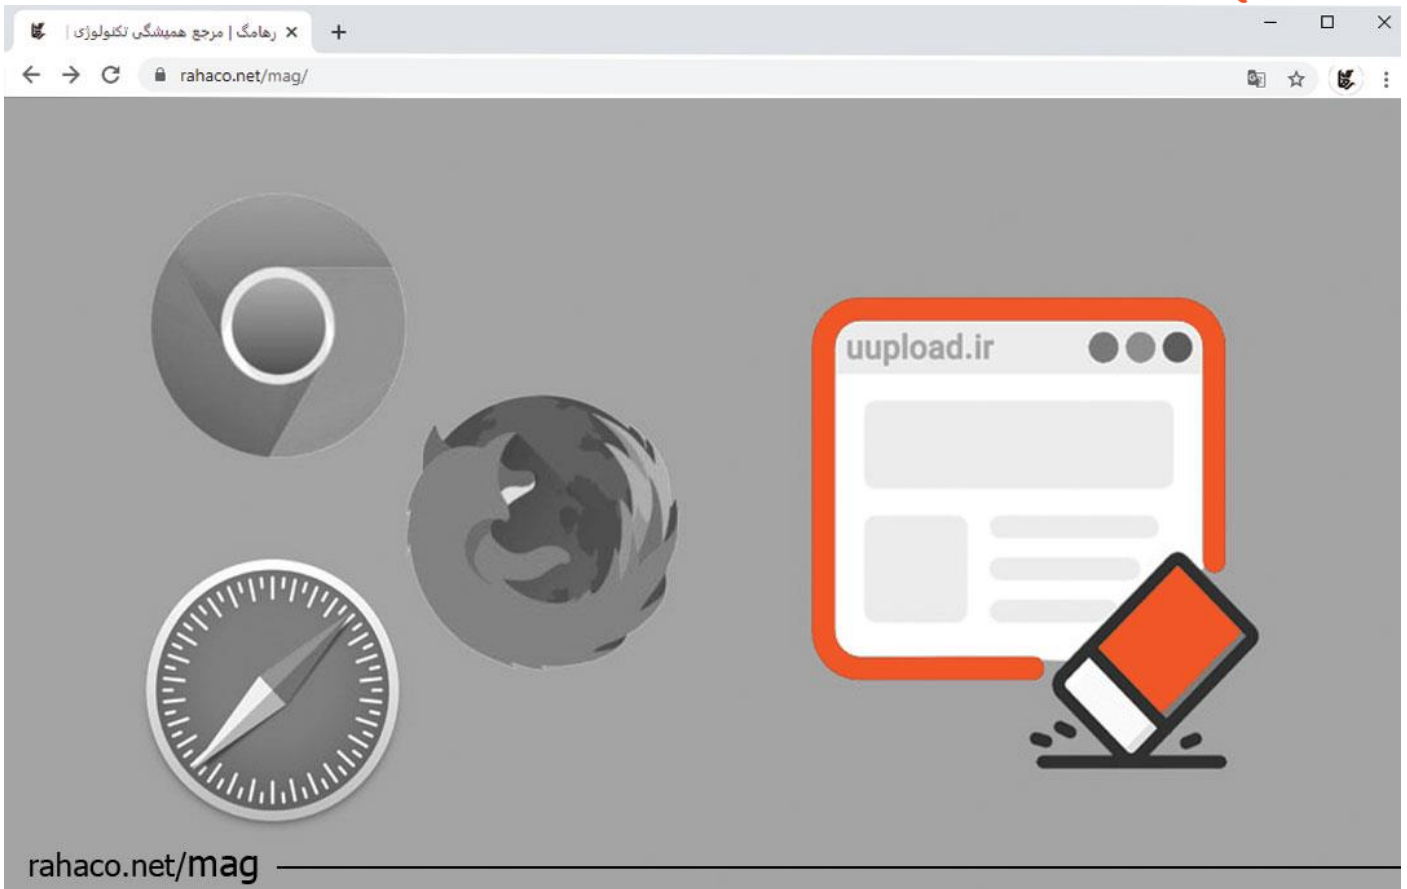 رهامگ | مرجع همیشگی تکنولوژی |
rahaco.net/mag/
uupload.ir
rahaco.net/mag